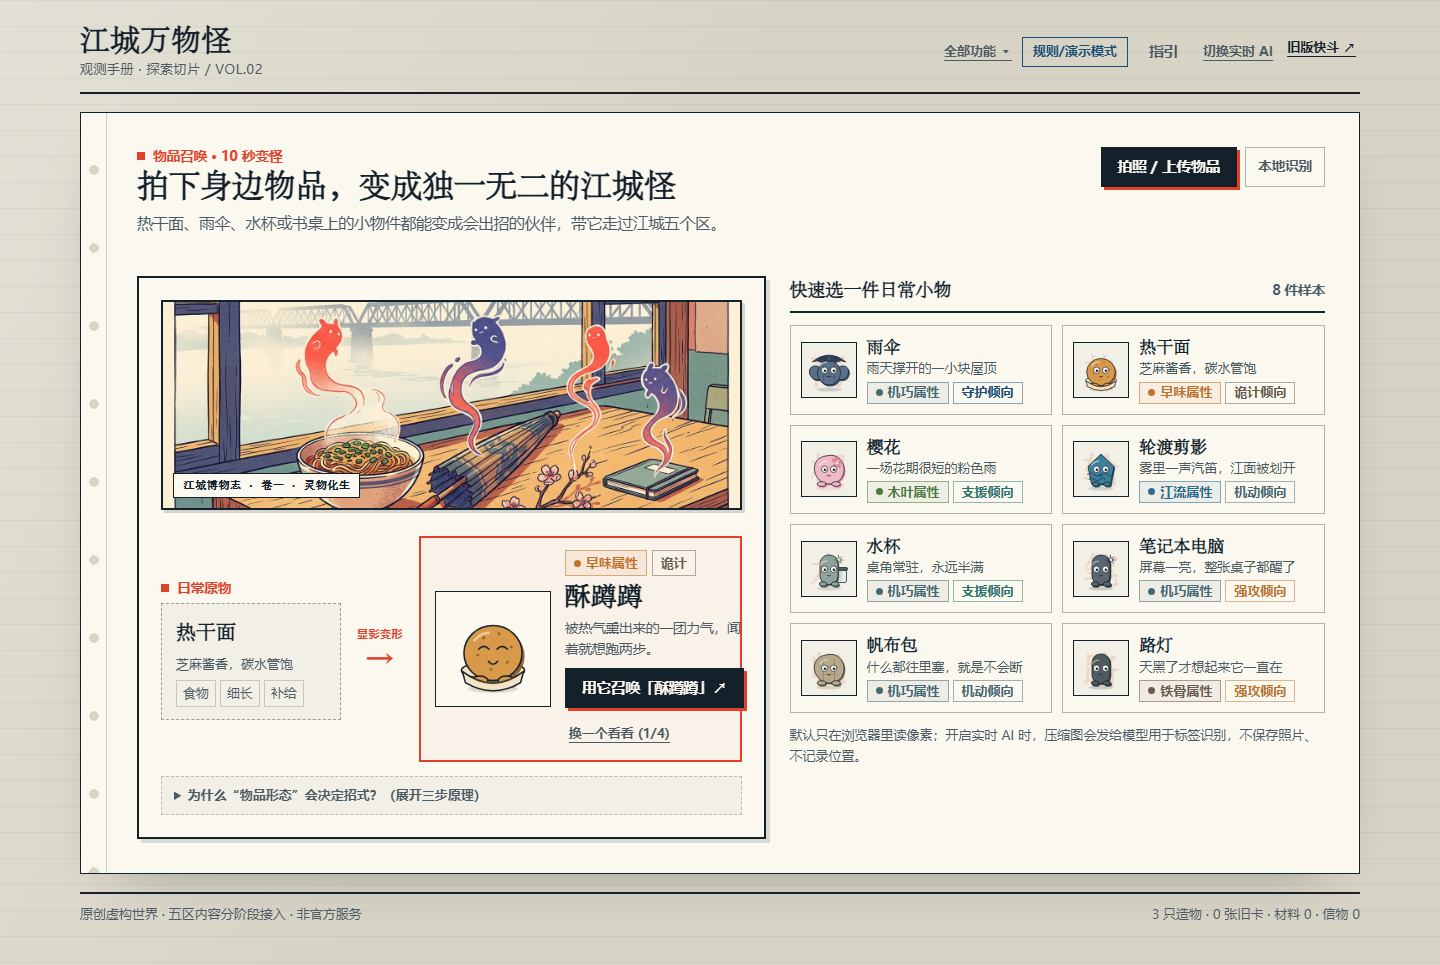 江城万物怪
观测手册 · 探索切片 / VOL.02
全部功能
规则/演示模式
指引
切换实时 AI
旧版快斗 ↗
物品召唤 • 10 秒变怪
拍下身边物品，变成独一无二的江城怪
热干面、雨伞、水杯或书桌上的小物件都能变成会出招的伙伴，带它走过江城五个区。
拍照 / 上传物品
本地识别
江城博物志 · 卷一 · 灵物化生
日常原物
热干面
芝麻酱香，碳水管饱
食物 细长 补给
显影变形
→
早味属性 诡计
酥蹲蹲
被热气熏出来的一团力气，闻
着就想跑两步。
用它召唤「酥蹲蹲」 ↗
换一个看看 (1/4)
▶ 为什么“物品形态”会决定招式？（展开三步原理）
快速选一件日常小物
8 件样本
雨伞
雨天撑开的一小块屋顶
机巧属性 守护倾向
热干面
芝麻酱香，碳水管饱
早味属性 诡计倾向
樱花
一场花期很短的粉色雨
木叶属性 支援倾向
轮渡剪影
雾里一声汽笛，江面被划开
江流属性 机动倾向
水杯
桌角常驻，永远半满
机巧属性 支援倾向
笔记本电脑
屏幕一亮，整张桌子都醒了
机巧属性 强攻倾向
帆布包
什么都往里塞，就是不会断
机巧属性 机动倾向
路灯
天黑了才想起来它一直在
铁骨属性 强攻倾向
默认只在浏览器里读像素；开启实时 AI 时，压缩图会发给模型用于标签识别，不保存照片、
不记录位置。
原创虚构世界 · 五区内容分阶段接入 · 非官方服务
3 只造物 · 0 张旧卡 · 材料 0 · 信物 0